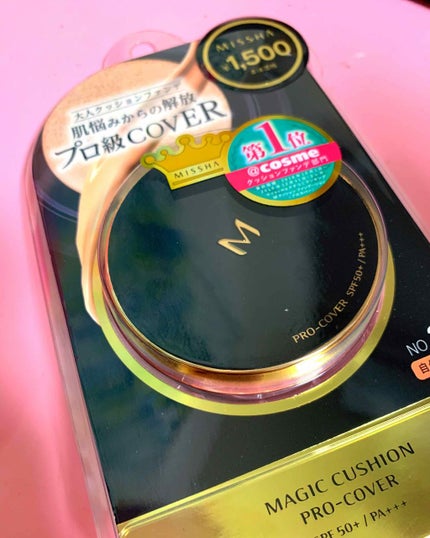 MISSHA
¥1,500
大人クッションファンデ
肌悩みからの解放
プロ級COVER
MISSHA
第1位
@cosme
クッションファンデ部門
M
PRO-COVER SPF50+/PA+++
NO
MAGIC CUSHION
PRO-COVER
SPF50+/PA+++